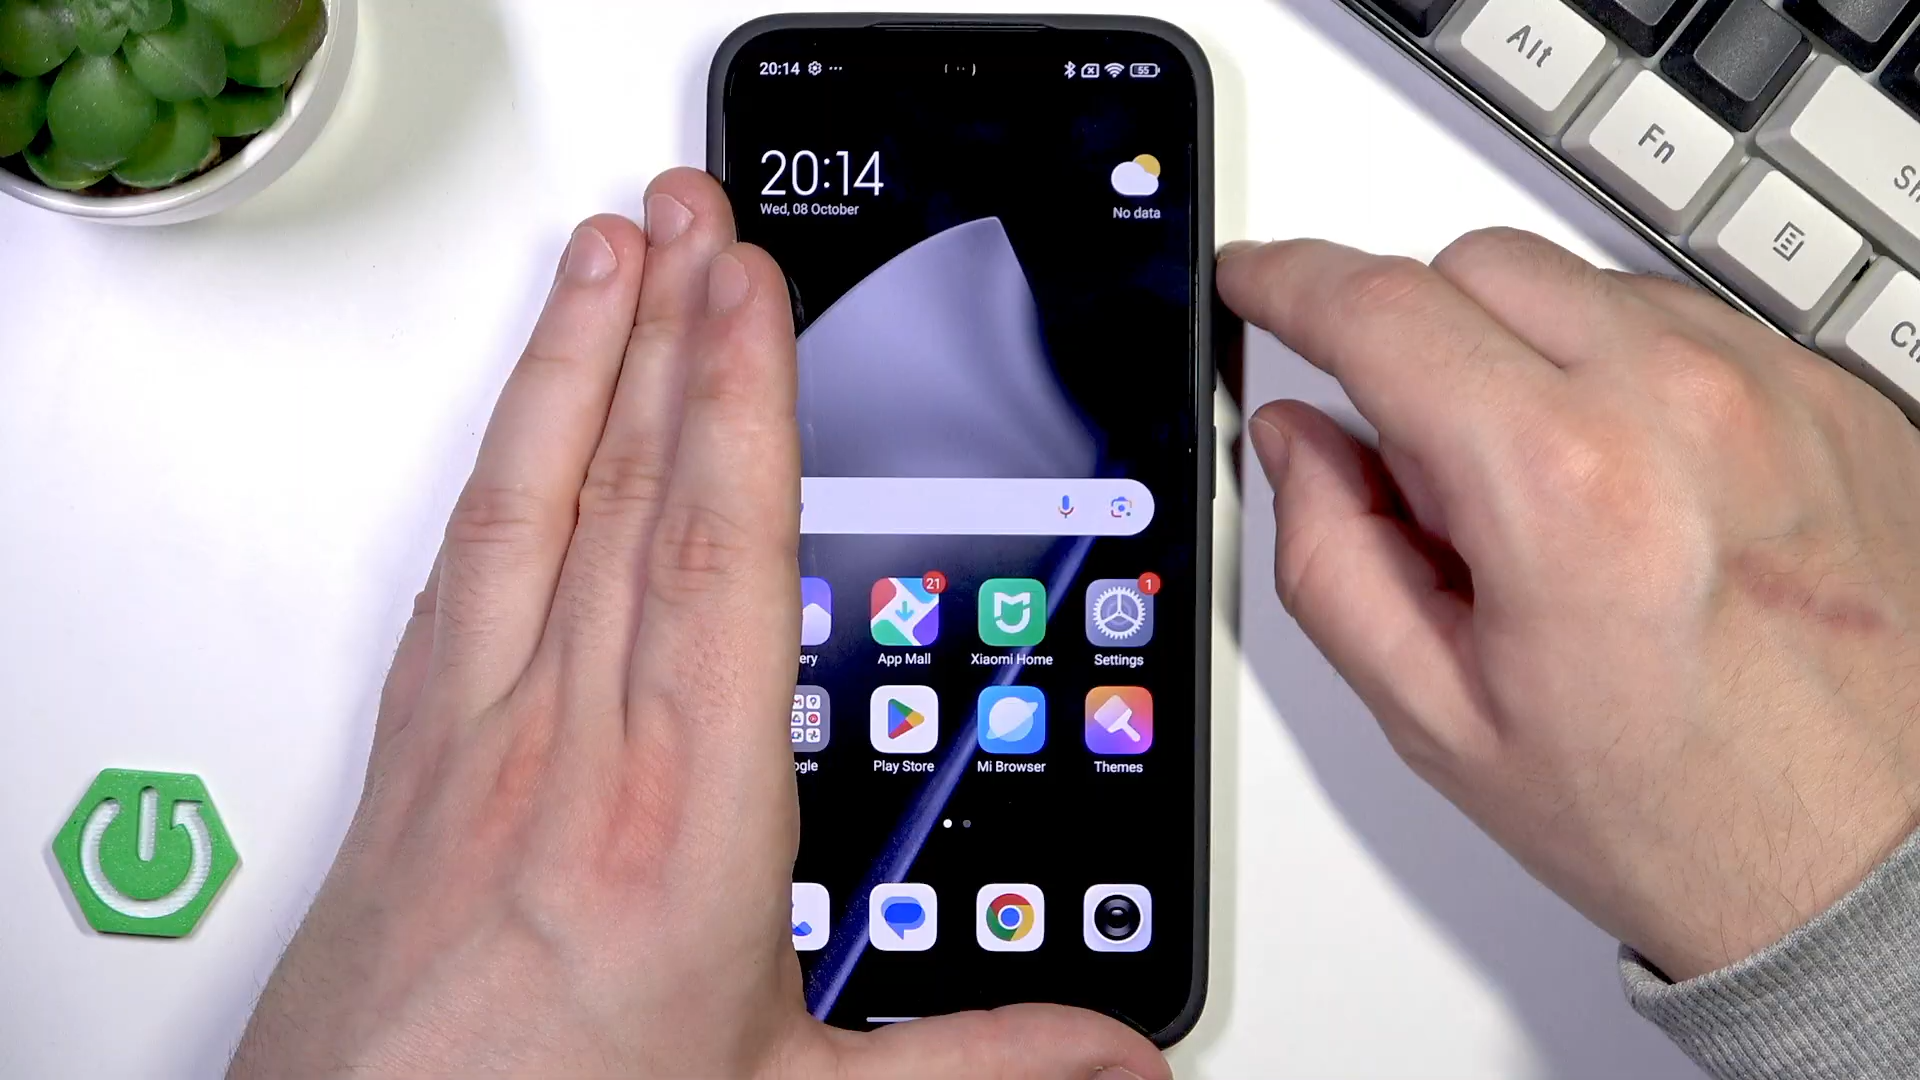 20:14
55
20:14
Wed, 08 October
No data
21
1
ery
App Mall
Xiaomi Home
Settings
ogle
Play Store
Mi Browser
Themes
Alt
Fn